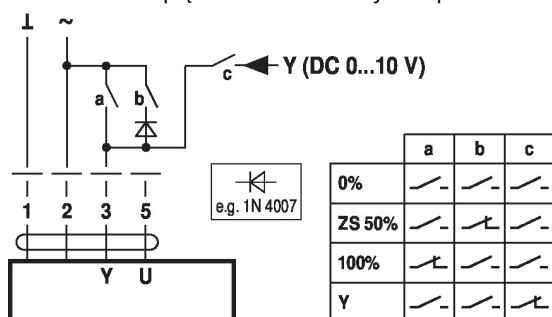 ⊥ ~
c Y (DC 0...10 V)
a b
e.g. 1N 4007
1 2 3 5
Y U
a b c
0%
ZS 50%
100%
Y